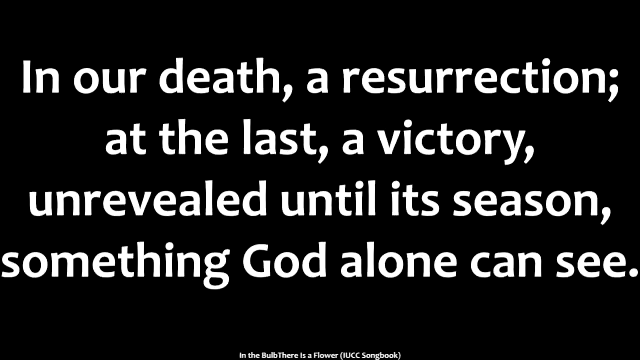 In our death, a resurrection;
at the last, a victory,
unrevealed until its season,
something God alone can see.
In the BulbThere Is a Flower (IUCC Songbook)